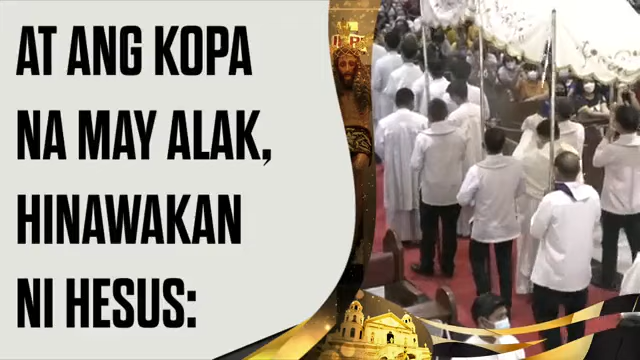 AT ANG KOPA
NA MAY ALAK,
HINAWAKAN
NI HESUS: